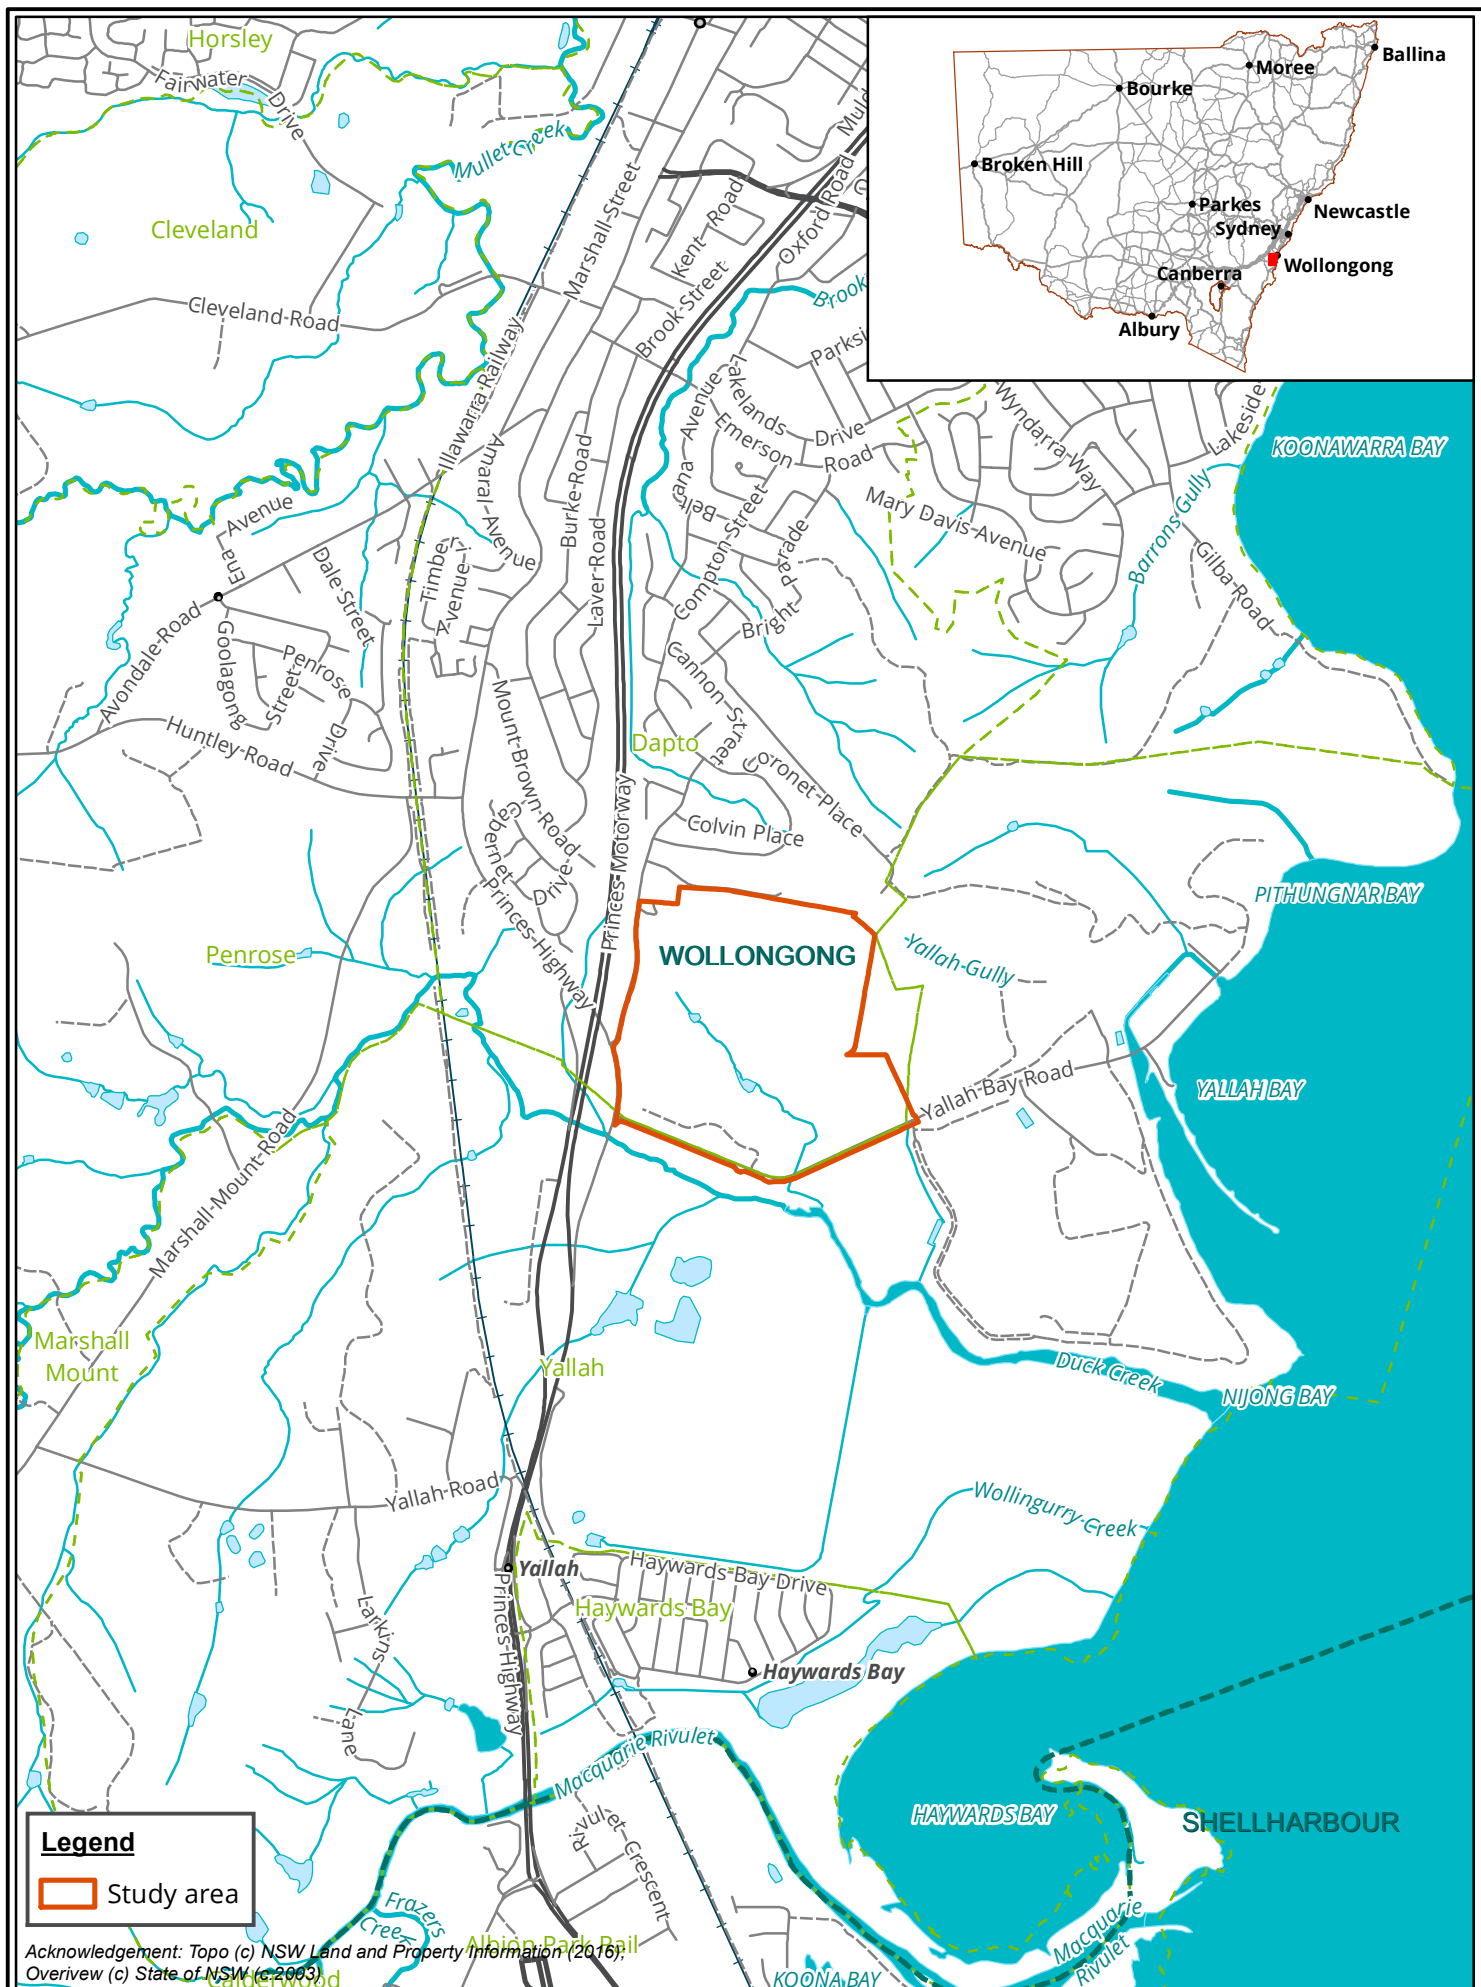 Horsley
Fairwater Drive
Mullet Creek
Cleveland
Cleveland Road
Marshall Street
Kent Road
Brook Street
Oxford Road
Brook
Parksi
Illawarra Railway
Lakelands Drive
Emerson Road
Avenue
Belt
ana
Wyndarra Way
Lakeside
KOONAWARRA BAY
Ballina
Moree
Bourke
Broken Hill
Parkes
Newcastle
Sydney
Wollongong
Canberra
Albury
Amaral Avenue
Burke Road
Laver Road
Compton Street
Bright Parade
Mary Davis Avenue
Barrons Gully
Gilba Road
Ena Avenue
Dale Street
Timberi Avenue
Avondale Road
Goolagong Street
Penrose Drive
Huntley Road
Mount Brown Road
Cannon Street
Dapto
Coronet Place
Colvin Place
Cabernet Drive
Princes Motorway
Princes Highway
PITHUNGNAR BAY
Penrose
WOLLONGONG
Yallah Gully
Yallah Bay Road
YALLAH BAY
Marshall Mount Road
Marshall
Mount
Yallah
Duck Creek
NIJONG BAY
Yallah Road
Wollingurry Creek
Yallah
Haywards Bay Drive
Haywards Bay
Larkins Lane
Princes Highway
Haywards Bay
Macquarie Rivulet
HAYWARDS BAY
SHELLHARBOUR
Rivulet Crescent
Legend
Study area
Frazers
Creek
Macquarie
Rivulet
Albion Park Rail
Calderwood
KOONA BAY
Acknowledgement: Topo (c) NSW Land and Property Information (2016);
Overivew (c) State of NSW (c.2003)